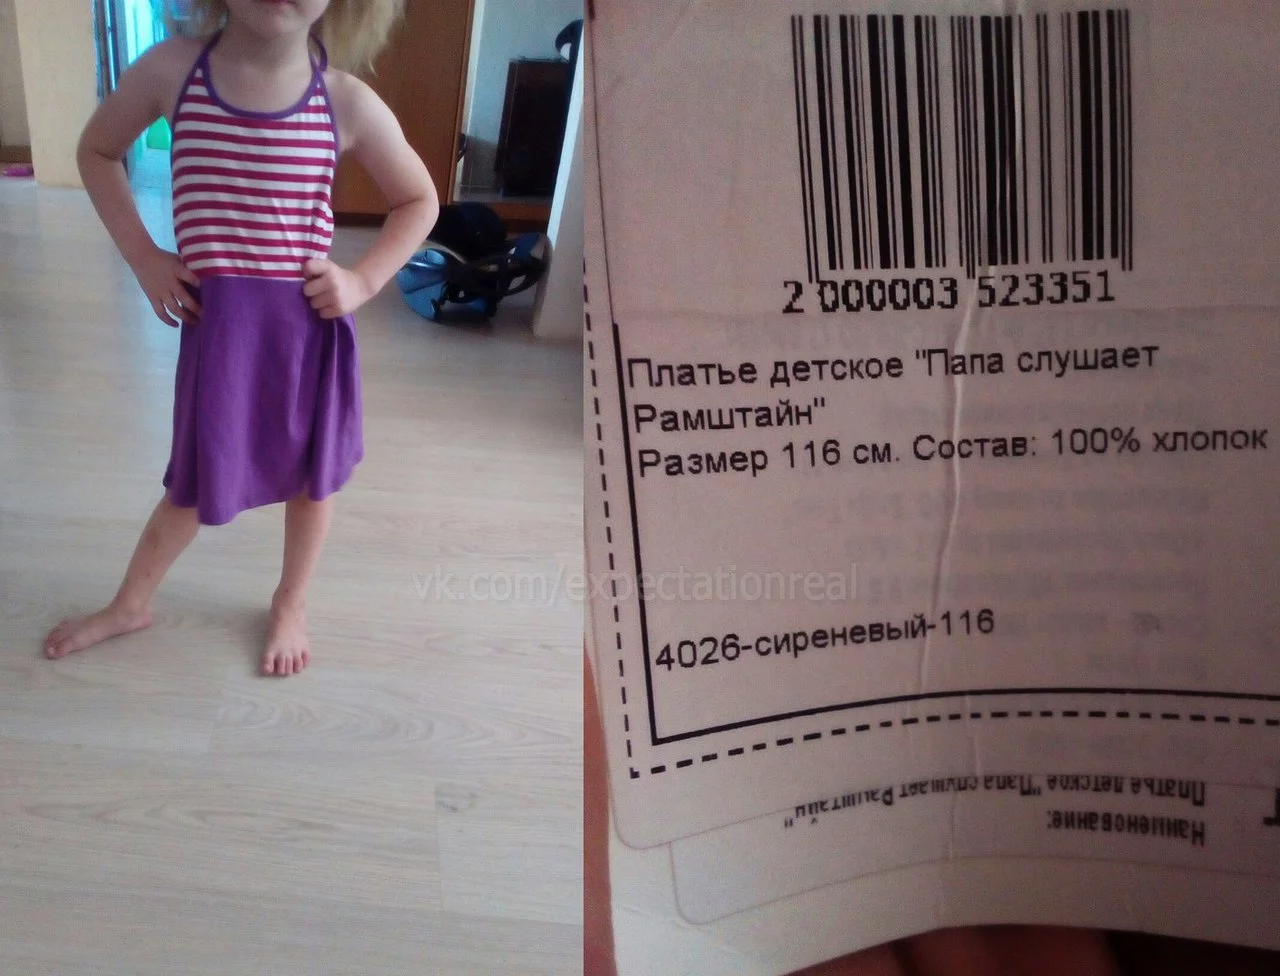 2 000003 523351
Платье детское "Папа слушает
Рамштайн"
Размер 116 см. Состав: 100% хлопок
vk.com/expectationreal
4026-сиреневый-116
Платье детское "Папа слушает Рамштайн"
Наименование: